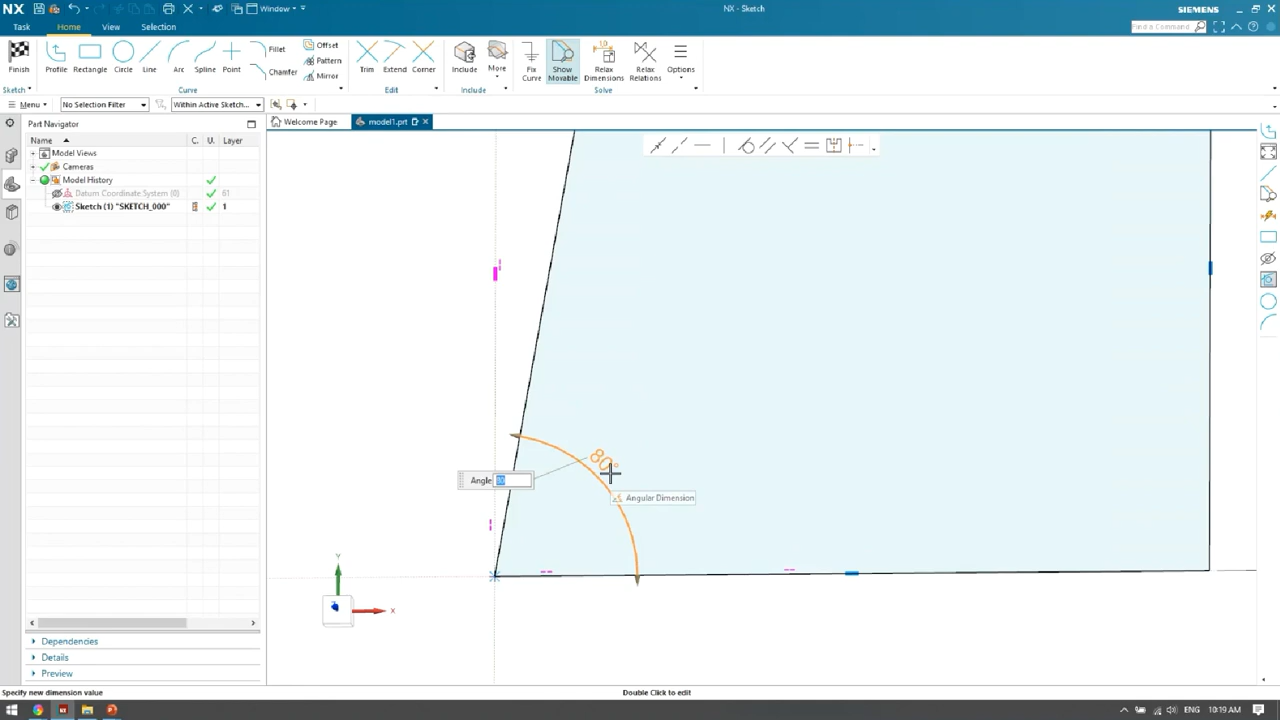 NX
Window
NX - Sketch
SIEMENS
Task
Home
View
Selection
Find a Command
Finish
Profile
Rectangle
Circle
Line
Arc
Spline
Point
Fillet
Chamfer
Offset
Pattern
Mirror
Trim
Extend
Corner
Include
More
Fix
Curve
Show
Movable
Relax
Dimensions
Relax
Relations
Options
Sketch
Curve
Edit
Include
Solve
Menu
No Selection Filter
Within Active Sketch...
Part Navigator
Welcome Page
model1.prt
Name
C.
U.
Layer
Model Views
Cameras
Model History
Datum Coordinate System (0)
61
Sketch (1) "SKETCH_000"
1
80°
Angle
80
Angular Dimension
Y
X
Dependencies
Details
Preview
Specify new dimension value
Double Click to edit
10:19 AM